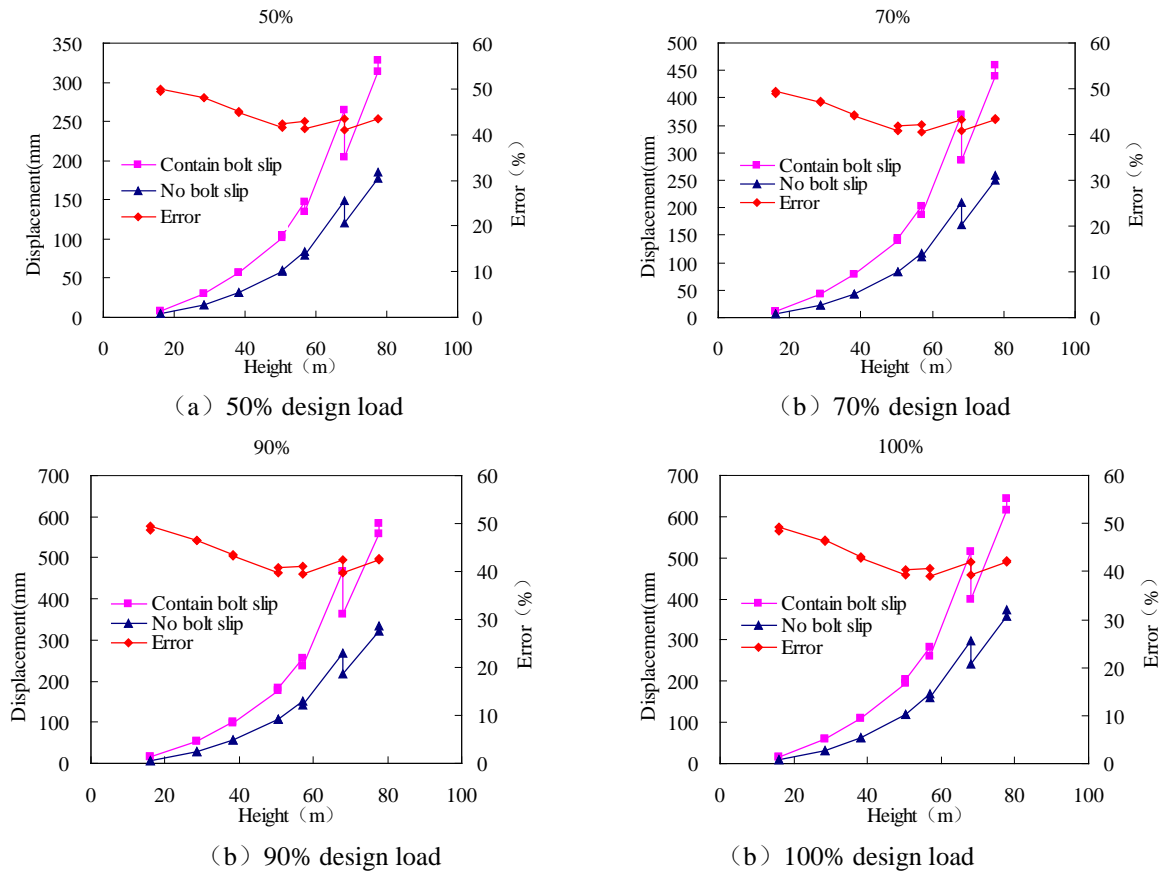 50%
350
300
250
200
150
100
50
0
Displacement(mm
60
50
40
30
20
10
0
Error（%）
Contain bolt slip
No bolt slip
Error
0 20 40 60 80 100
Height（m）
（a）50% design load
70%
500
450
400
350
300
250
200
150
100
50
0
Displacement(mm
60
50
40
30
20
10
0
Error（%）
Contain bolt slip
No bolt slip
Error
0 20 40 60 80 100
Height（m）
（b）70% design load
90%
700
600
500
400
300
200
100
0
Displacement(mm
60
50
40
30
20
10
0
Error（%）
Contain bolt slip
No bolt slip
Error
0 20 40 60 80 100
Height（m）
（b）90% design load
100%
700
600
500
400
300
200
100
0
Displacement(mm
60
50
40
30
20
10
0
Error（%）
Contain bolt slip
No bolt slip
Error
0 20 40 60 80 100
Height（m）
（b）100% design load